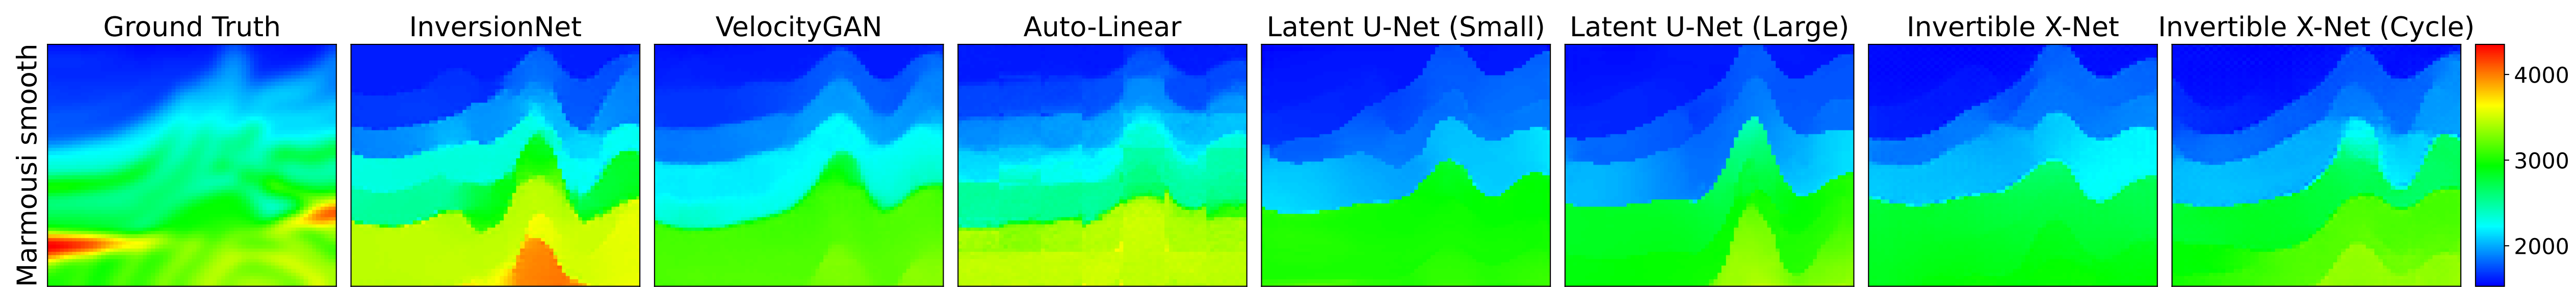 Ground Truth
InversionNet
VelocityGAN
Auto-Linear
Latent U-Net (Small)
Latent U-Net (Large)
Invertible X-Net
Invertible X-Net (Cycle)
Marmousi smooth
4000
3000
2000